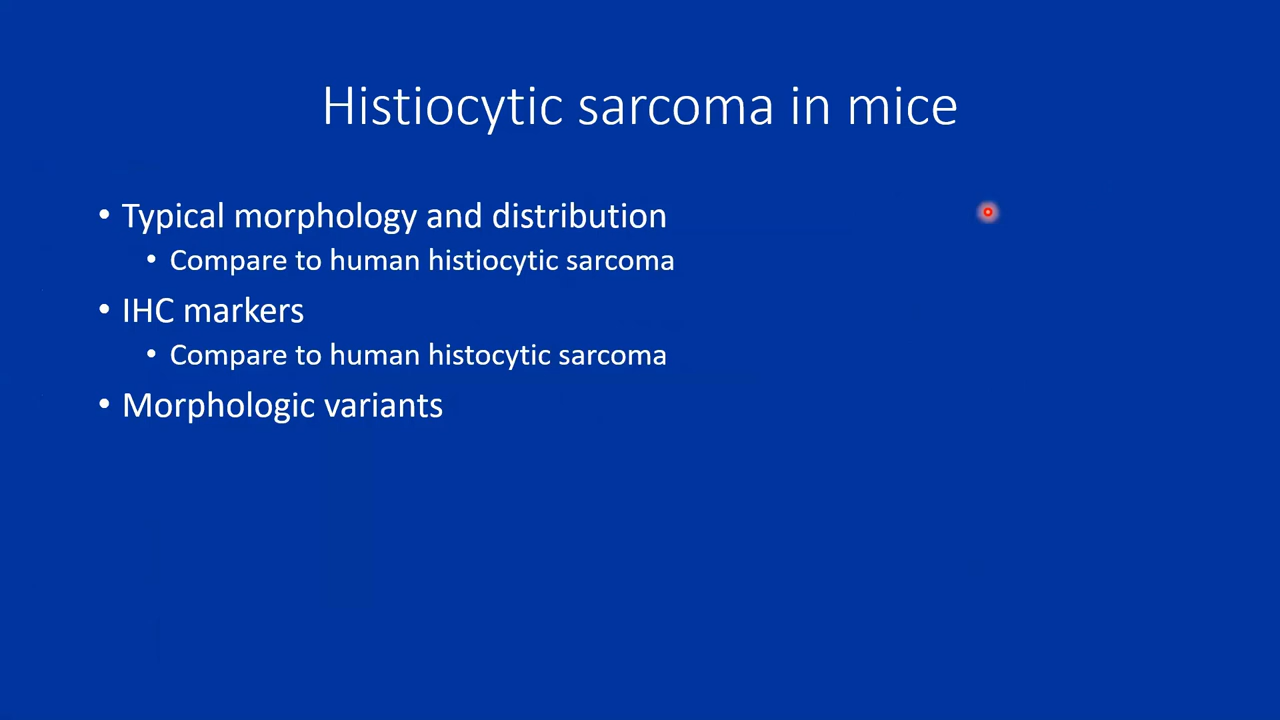 Histiocytic sarcoma in mice
• Typical morphology and distribution
• Compare to human histiocytic sarcoma
• IHC markers
• Compare to human histocytic sarcoma
• Morphologic variants